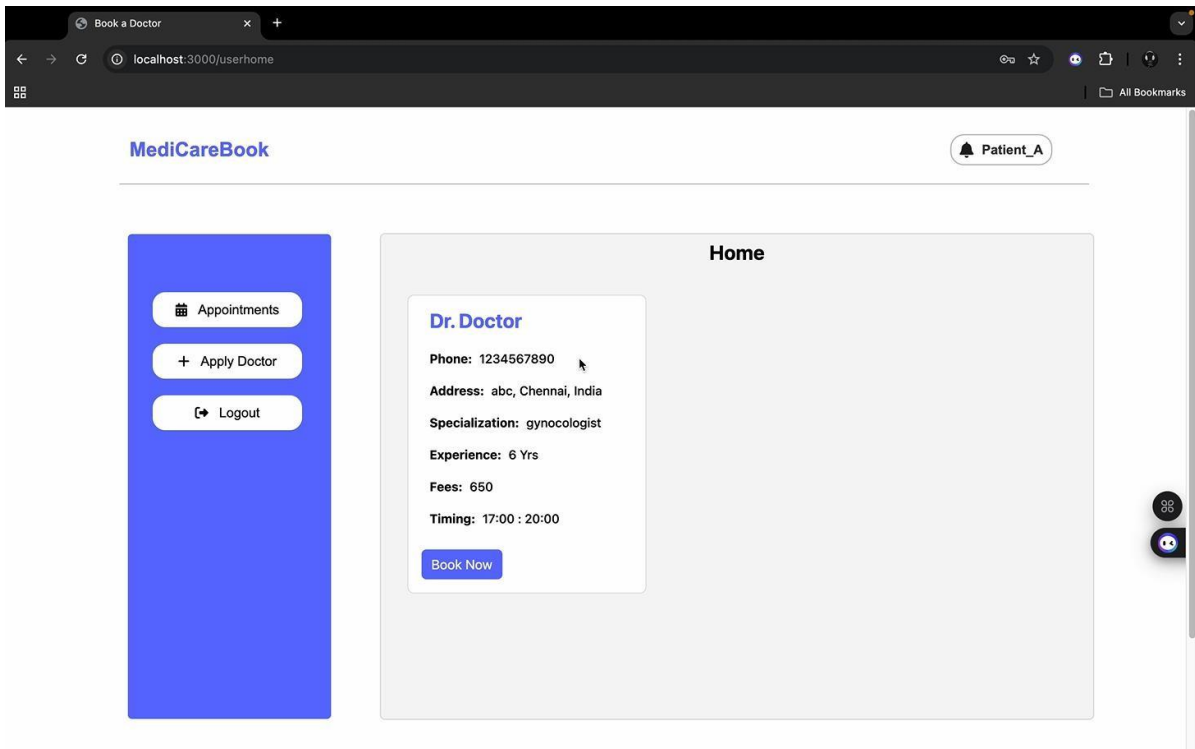 Book a Doctor
localhost:3000/userhome
All Bookmarks
MediCareBook
Patient_A
Appointments
Apply Doctor
Logout
Home
Dr. Doctor
Phone: 1234567890
Address: abc, Chennai, India
Specialization: gynocologist
Experience: 6 Yrs
Fees: 650
Timing: 17:00 : 20:00
Book Now